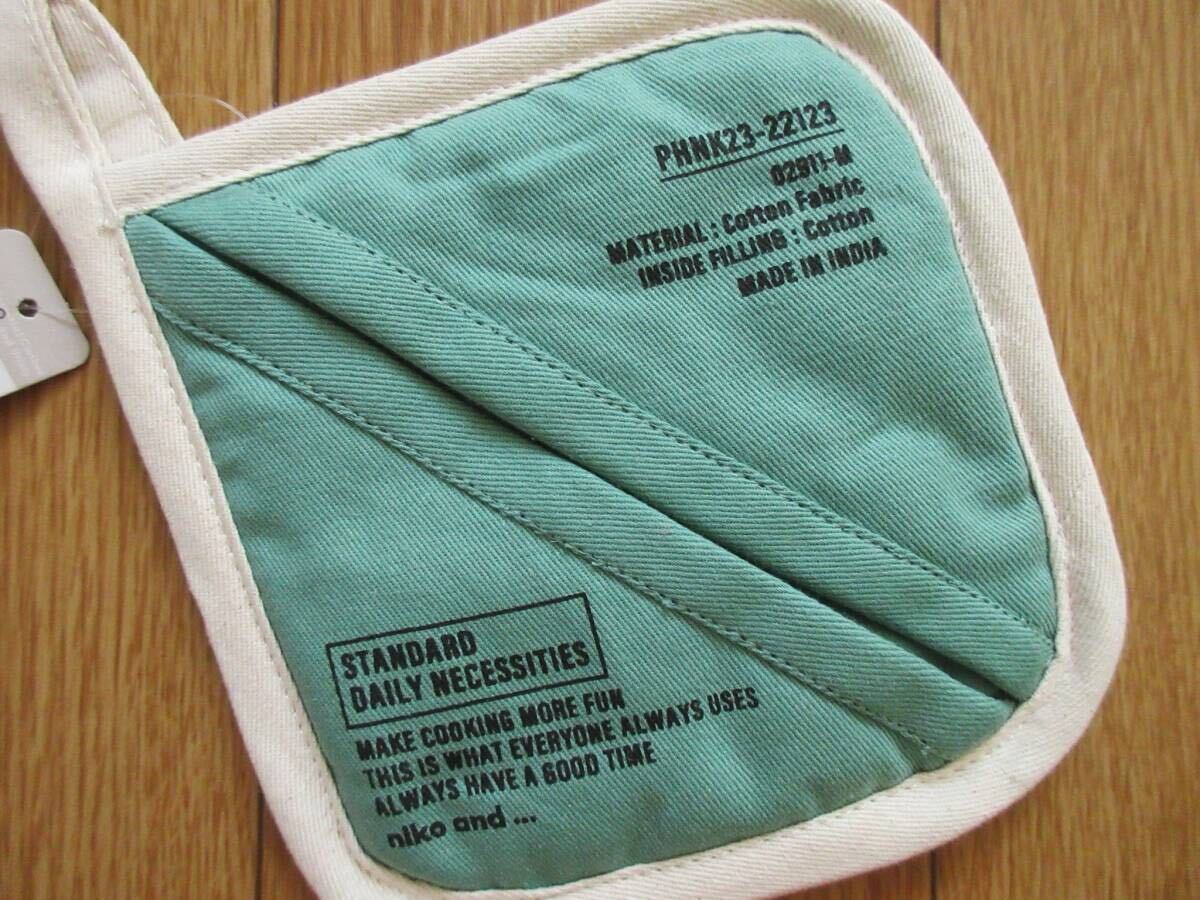 PHNK23-22123
02911-M
MATERIAL : Cotton Fabric
INSIDE FILLING : Cotton
MADE IN INDIA
STANDARD
DAILY NECESSITIES
MAKE COOKING MORE FUN
THIS IS WHAT EVERYONE ALWAYS USES
ALWAYS HAVE A GOOD TIME
niko and ...